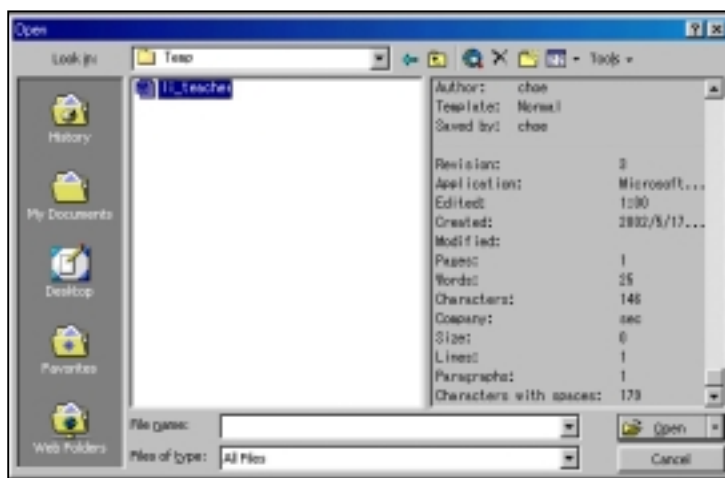 Open
Look in:
Temp
Tools
History
My Documents
Desktop
Favorites
Web Folders
li_teacher
Author: choe
Template: Normal
Saved by: choe
Revision: 3
Application: Microsoft...
Edited: 1:00
Created: 2002/5/17...
Modified:
Pages: 1
Words: 25
Characters: 146
Company: sec
Size: 0
Lines: 1
Paragraphs: 1
Characters with spaces: 170
File name:
Open
Files of type: All Files
Cancel